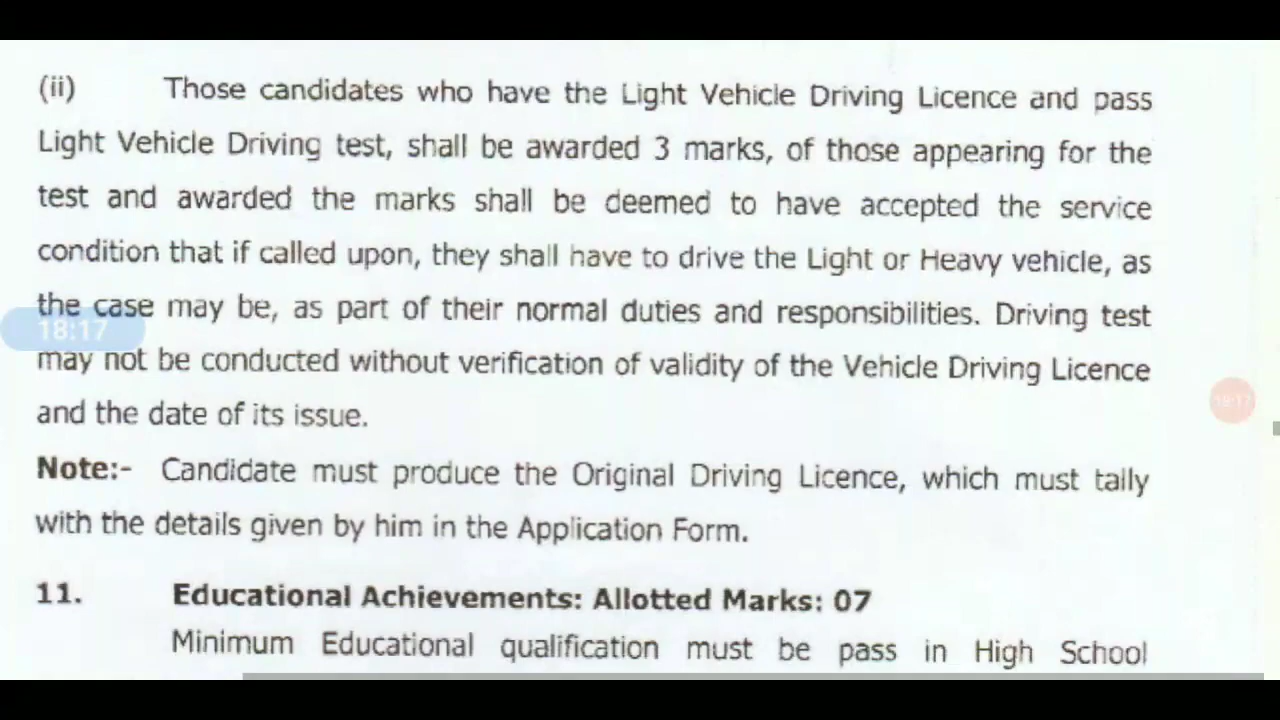 (ii) Those candidates who have the Light Vehicle Driving Licence and pass
Light Vehicle Driving test, shall be awarded 3 marks, of those appearing for the
test and awarded the marks shall be deemed to have accepted the service
condition that if called upon, they shall have to drive the Light or Heavy vehicle, as
the case may be, as part of their normal duties and responsibilities. Driving test
18:17
may not be conducted without verification of validity of the Vehicle Driving Licence
18:17
and the date of its issue.
Note:- Candidate must produce the Original Driving Licence, which must tally
with the details given by him in the Application Form.
11. Educational Achievements: Allotted Marks: 07
Minimum Educational qualification must be pass in High School